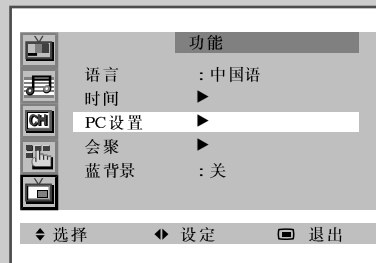 功能
语言 : 中国语
时间 ▶
CH PC设置 ▶
会聚 ▶
蓝背景 : 关
选择 设定 退出